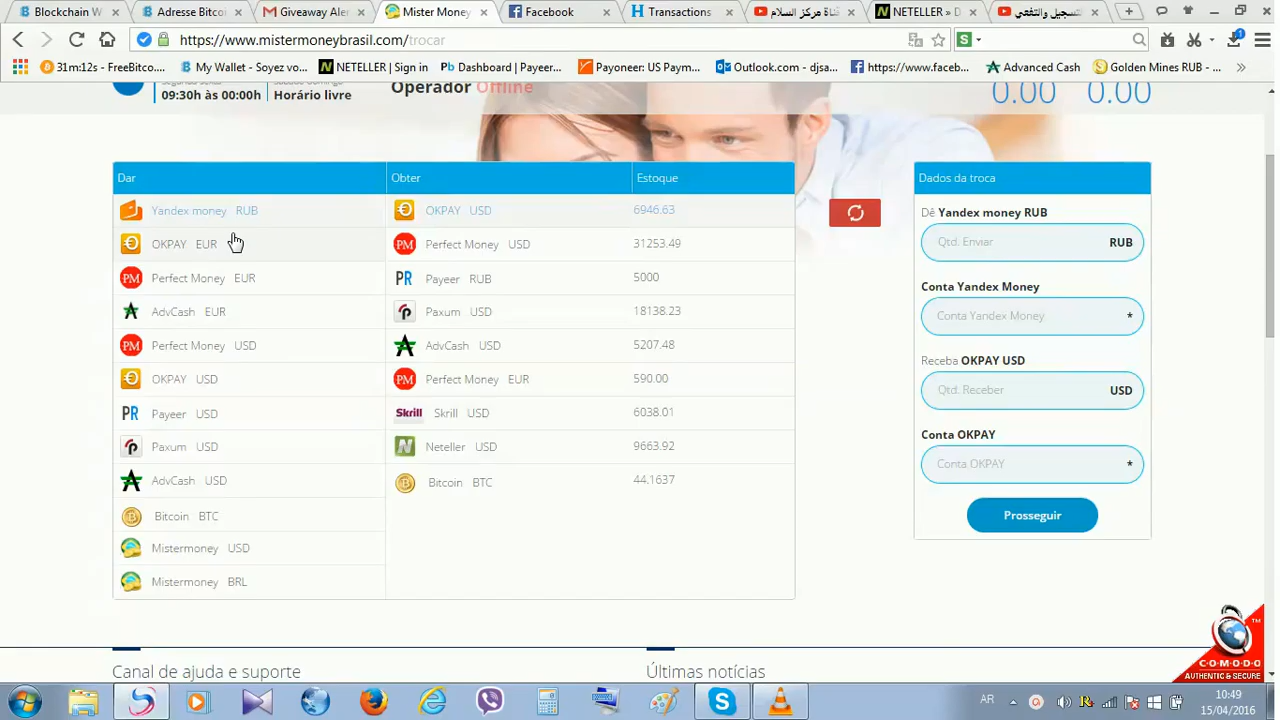 Blockchain W
Adresse Bitcoi
Giveaway Aler
Mister Money
Facebook
Transactions
قناة مركز السلام
NETELLER » D
التسجيل والتفعي
https://www.mistermoneybrasil.com/trocar
31m:12s - FreeBitco...
My Wallet - Soyez vo...
NETELLER | Sign in
Dashboard | Payeer...
Payoneer: US Paym...
Outlook.com - djsa...
https://www.faceb...
Advanced Cash
Golden Mines RUB - ...
09:30h às 00:00h
Horário livre
Operador Offline
0.00 0.00
Dar Obter Estoque
Yandex money RUB OKPAY USD 6946.63
OKPAY EUR Perfect Money USD 31253.49
Perfect Money EUR Payeer RUB 5000
AdvCash EUR Paxum USD 18138.23
Perfect Money USD AdvCash USD 5207.48
OKPAY USD Perfect Money EUR 590.00
Payeer USD Skrill Skrill USD 6038.01
Paxum USD Neteller USD 9663.92
AdvCash USD Bitcoin BTC 44.1637
Bitcoin BTC
Mistermoney USD
Mistermoney BRL
Dados da troca
Dê Yandex money RUB
Qtd. Enviar RUB
Conta Yandex Money
Conta Yandex Money *
Receba OKPAY USD
Qtd. Receber USD
Conta OKPAY
Conta OKPAY *
Prosseguir
Canal de ajuda e suporte
Últimas notícias
COMODO
AUTHENTIC & SECURE
AR
10:49
15/04/2016